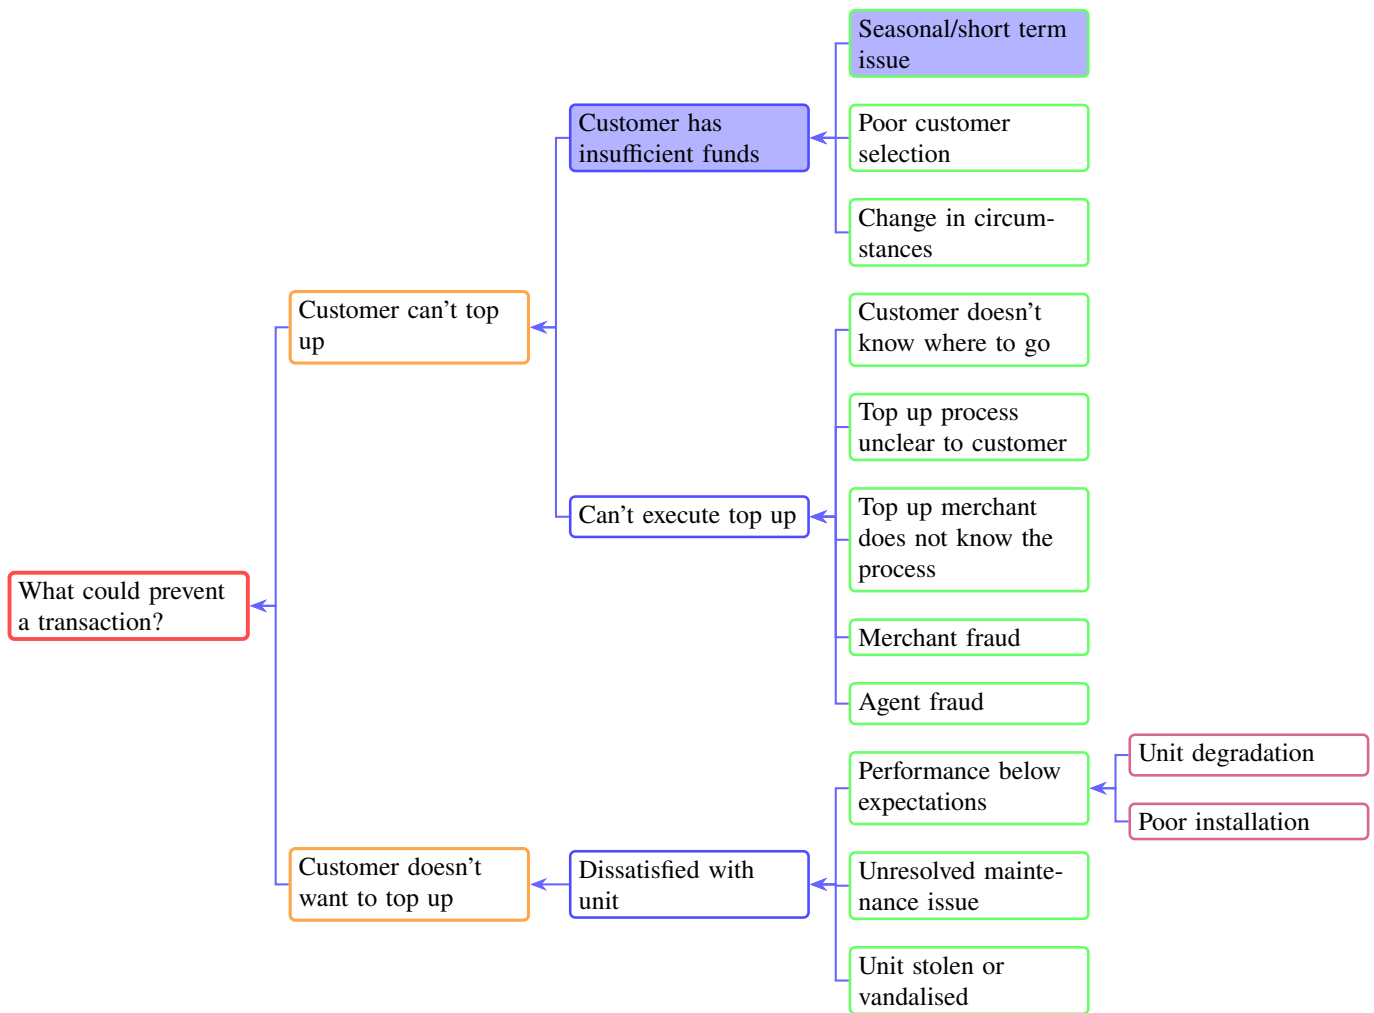 Seasonal/short term
issue
Customer has
insufficient funds
Poor customer
selection
Change in circum-
stances
Customer can't top
up
Customer doesn't
know where to go
Top up process
unclear to customer
Can't execute top up
Top up merchant
does not know the
process
What could prevent
a transaction?
Merchant fraud
Agent fraud
Performance below
expectations
Unit degradation
Poor installation
Customer doesn't
want to top up
Dissatisfied with
unit
Unresolved mainte-
nance issue
Unit stolen or
vandalised